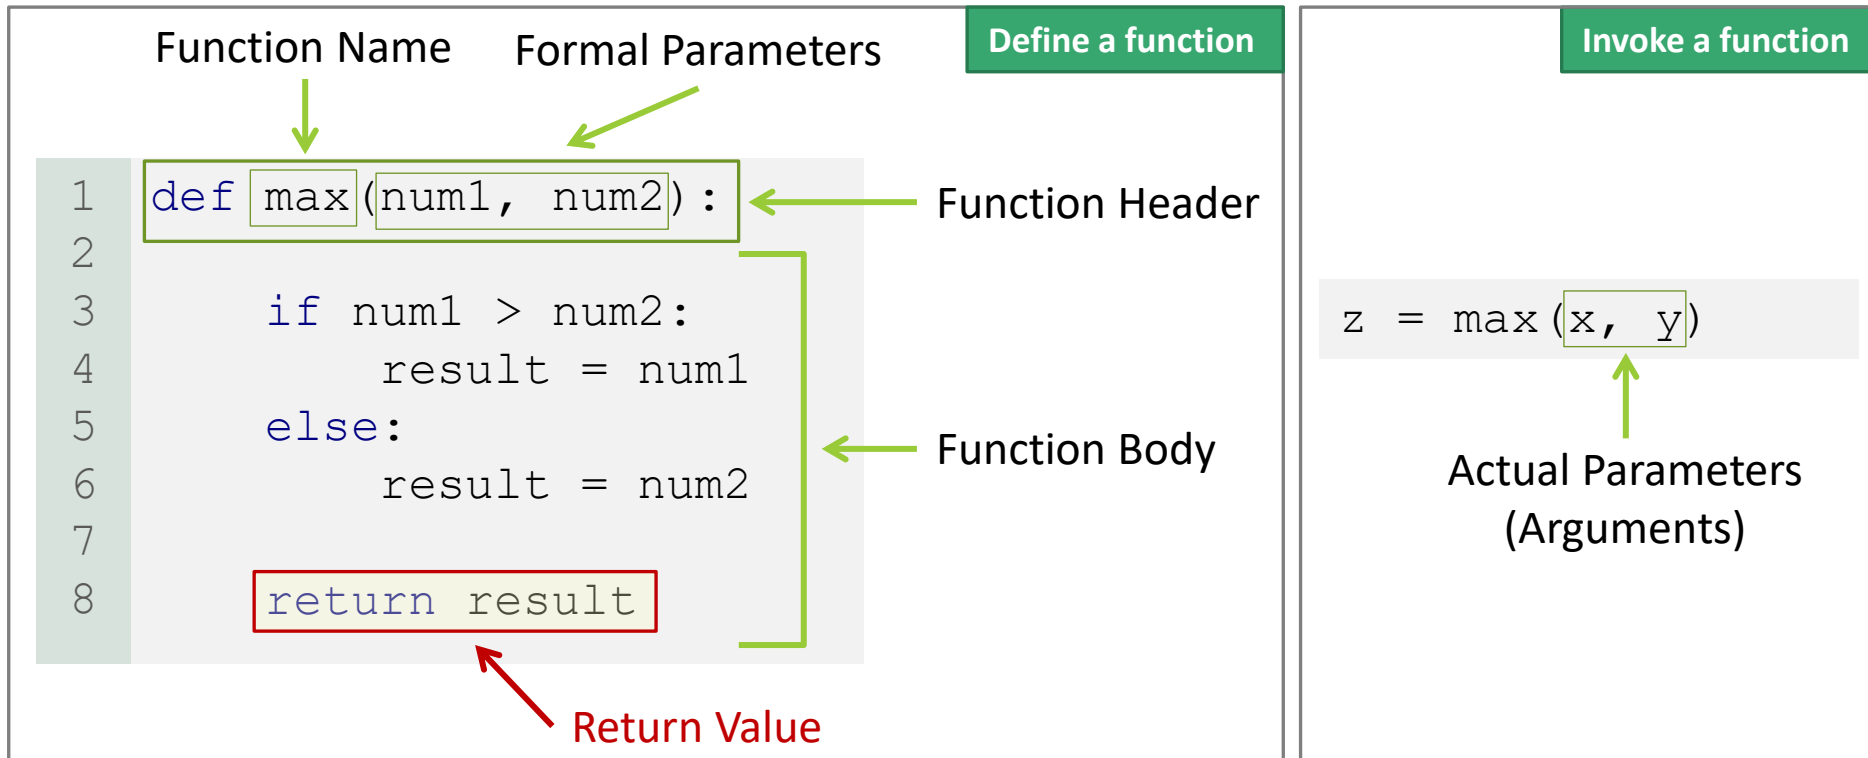 Define a function
Function Name
Formal Parameters
1 def max(num1, num2):
Function Header
2
3 if num1 > num2:
4 result = num1
5 else:
Function Body
6 result = num2
7
8 return result
Return Value
Invoke a function
z = max(x, y)
Actual Parameters
(Arguments)